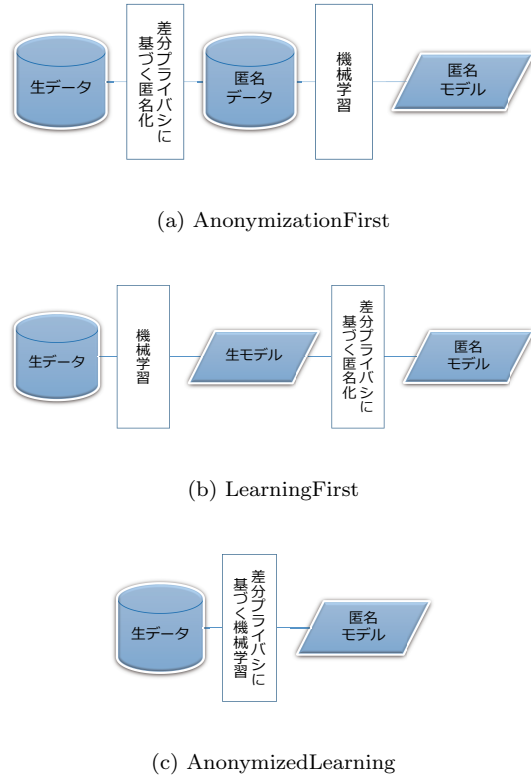 生データ
差分プライバシに
基づく匿名化
匿名
データ
機械学習
匿名
モデル
(a) AnonymizationFirst
生データ
機械学習
生モデル
差分プライバシに
基づく匿名化
匿名
モデル
(b) LearningFirst
生データ
差分プライバシに
基づく機械学習
匿名
モデル
(c) AnonymizedLearning